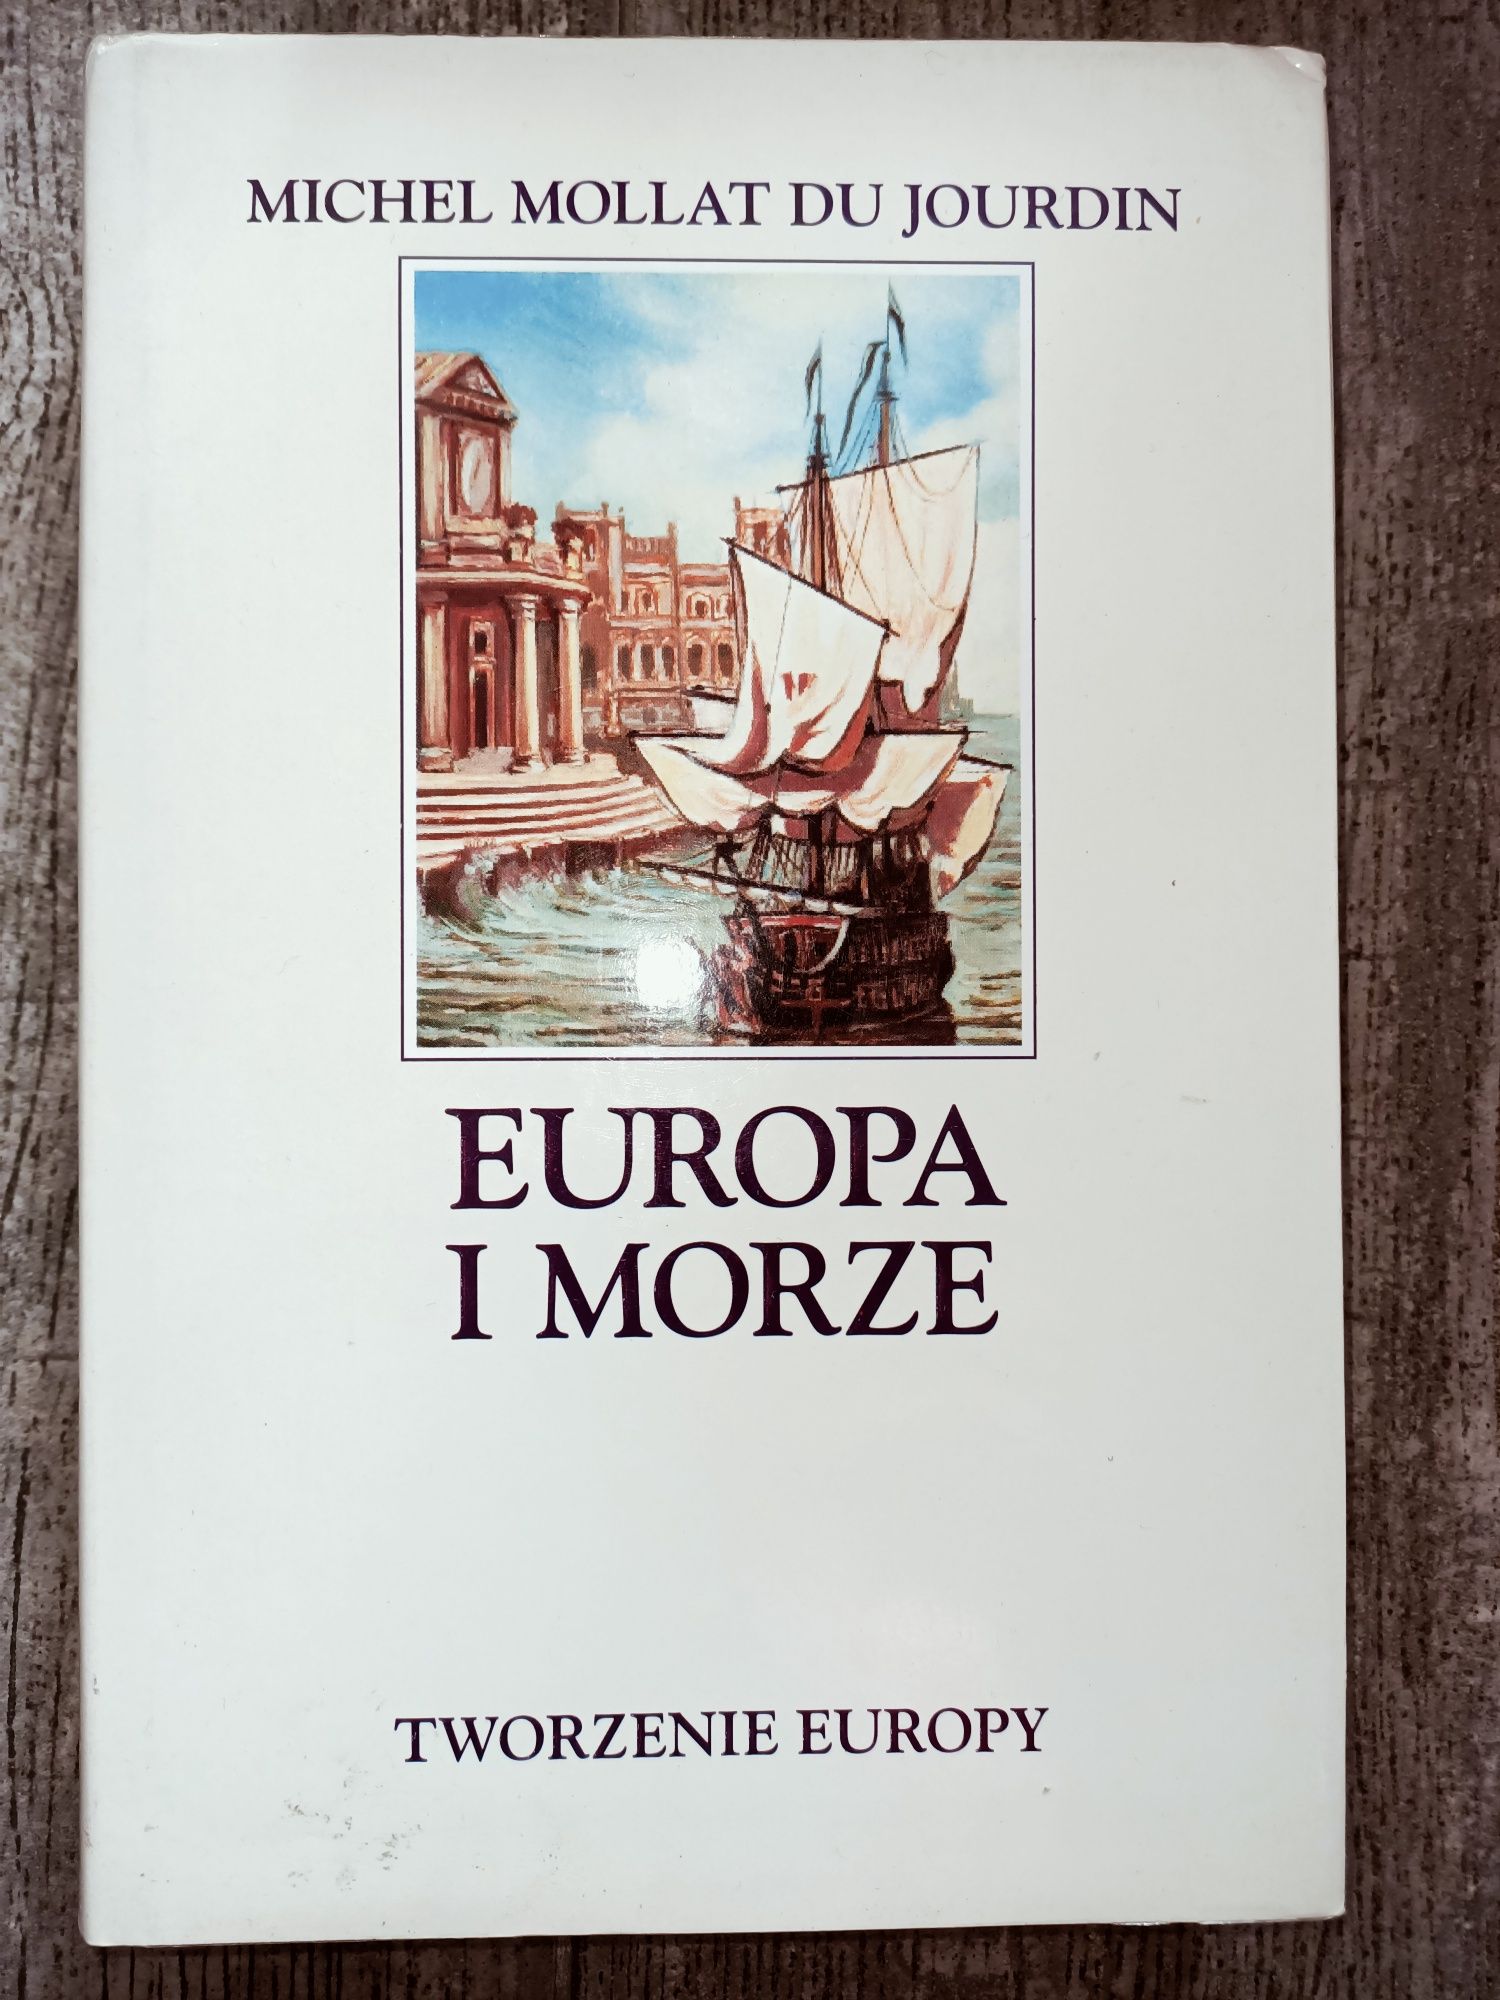 MICHEL MOLLAT DU JOURDIN
EUROPA
I MORZE
TWORZENIE EUROPY